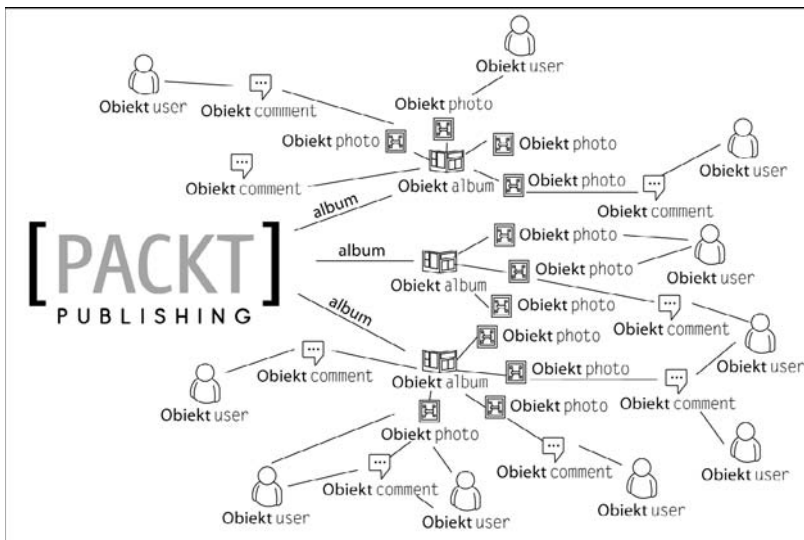 Obiekt user
Obiekt user
Obiekt comment
Obiekt photo
Obiekt photo
Obiekt photo
Obiekt comment
Obiekt album
Obiekt photo
Obiekt user
Obiekt comment
album
[PACKT]
PUBLISHING
album
Obiekt album
Obiekt photo
Obiekt photo
Obiekt user
Obiekt photo
Obiekt comment
album
Obiekt photo
Obiekt user
Obiekt comment
Obiekt album
Obiekt photo
Obiekt comment
Obiekt user
Obiekt photo
Obiekt photo
Obiekt user
Obiekt comment
Obiekt comment
Obiekt user
Obiekt user
Obiekt user